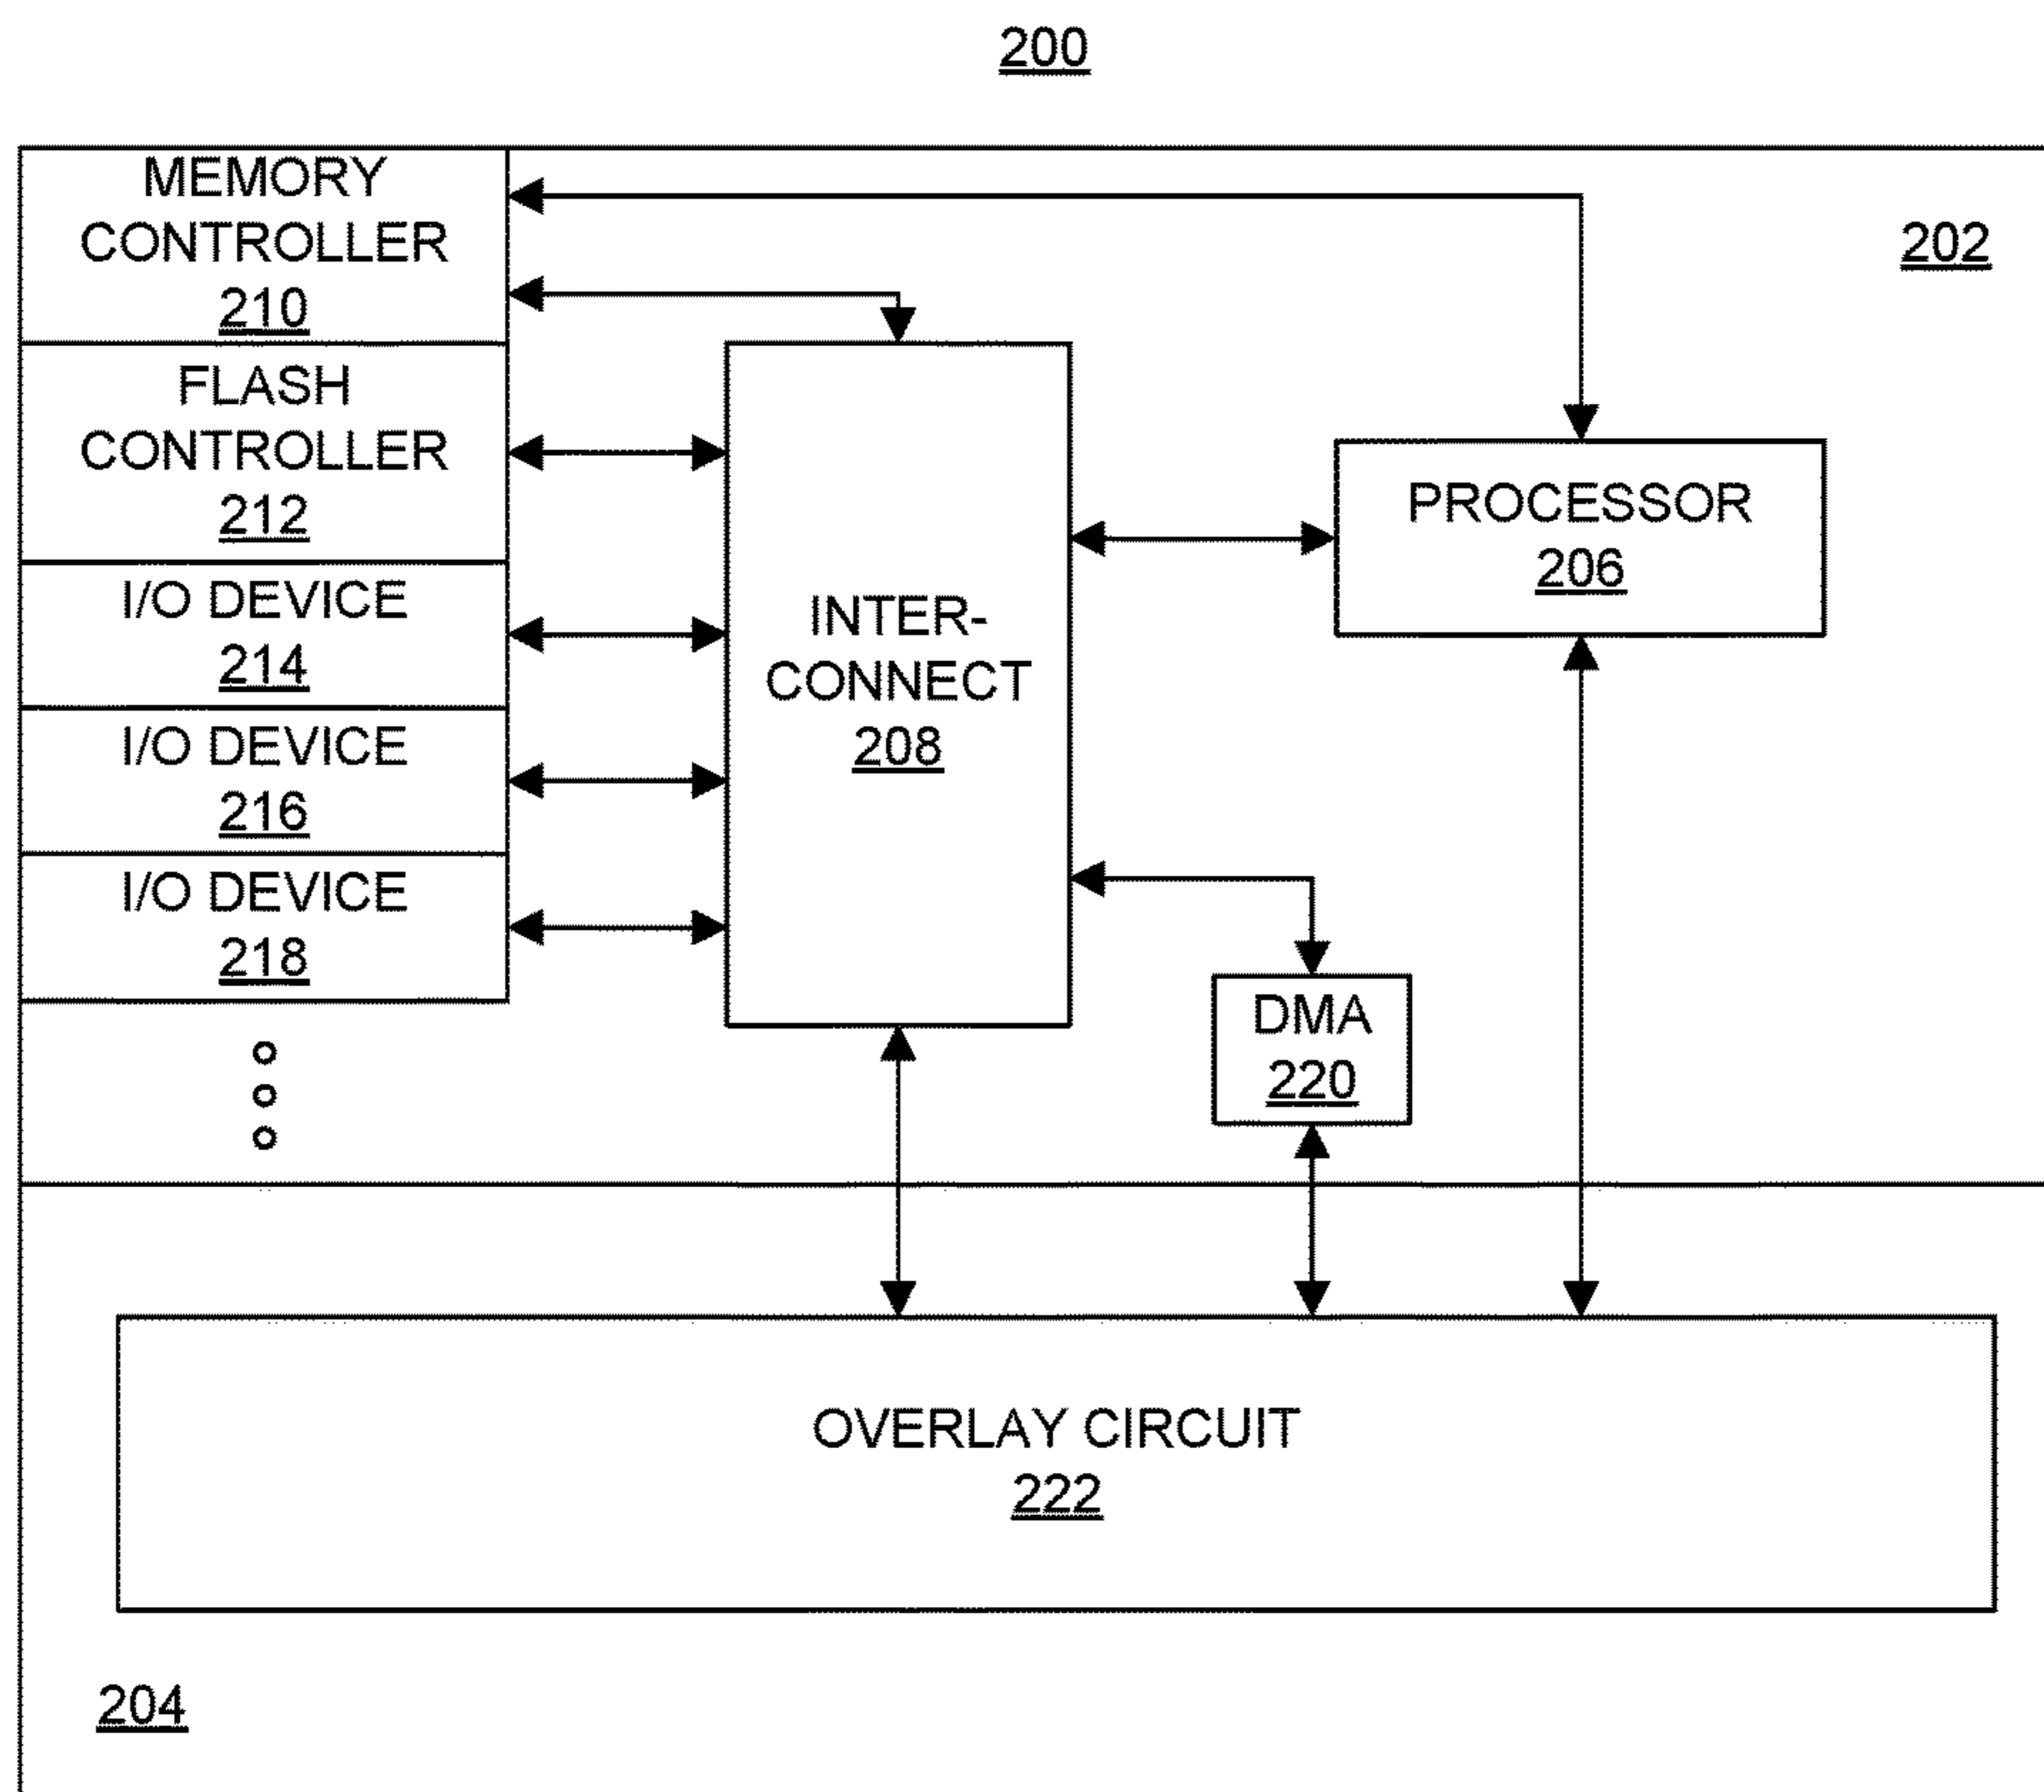 200
MEMORY
CONTROLLER
210
202
FLASH
CONTROLLER
212
PROCESSOR
206
I/O DEVICE
214
INTER-
CONNECT
208
I/O DEVICE
216
I/O DEVICE
218
DMA
220
OVERLAY CIRCUIT
222
204